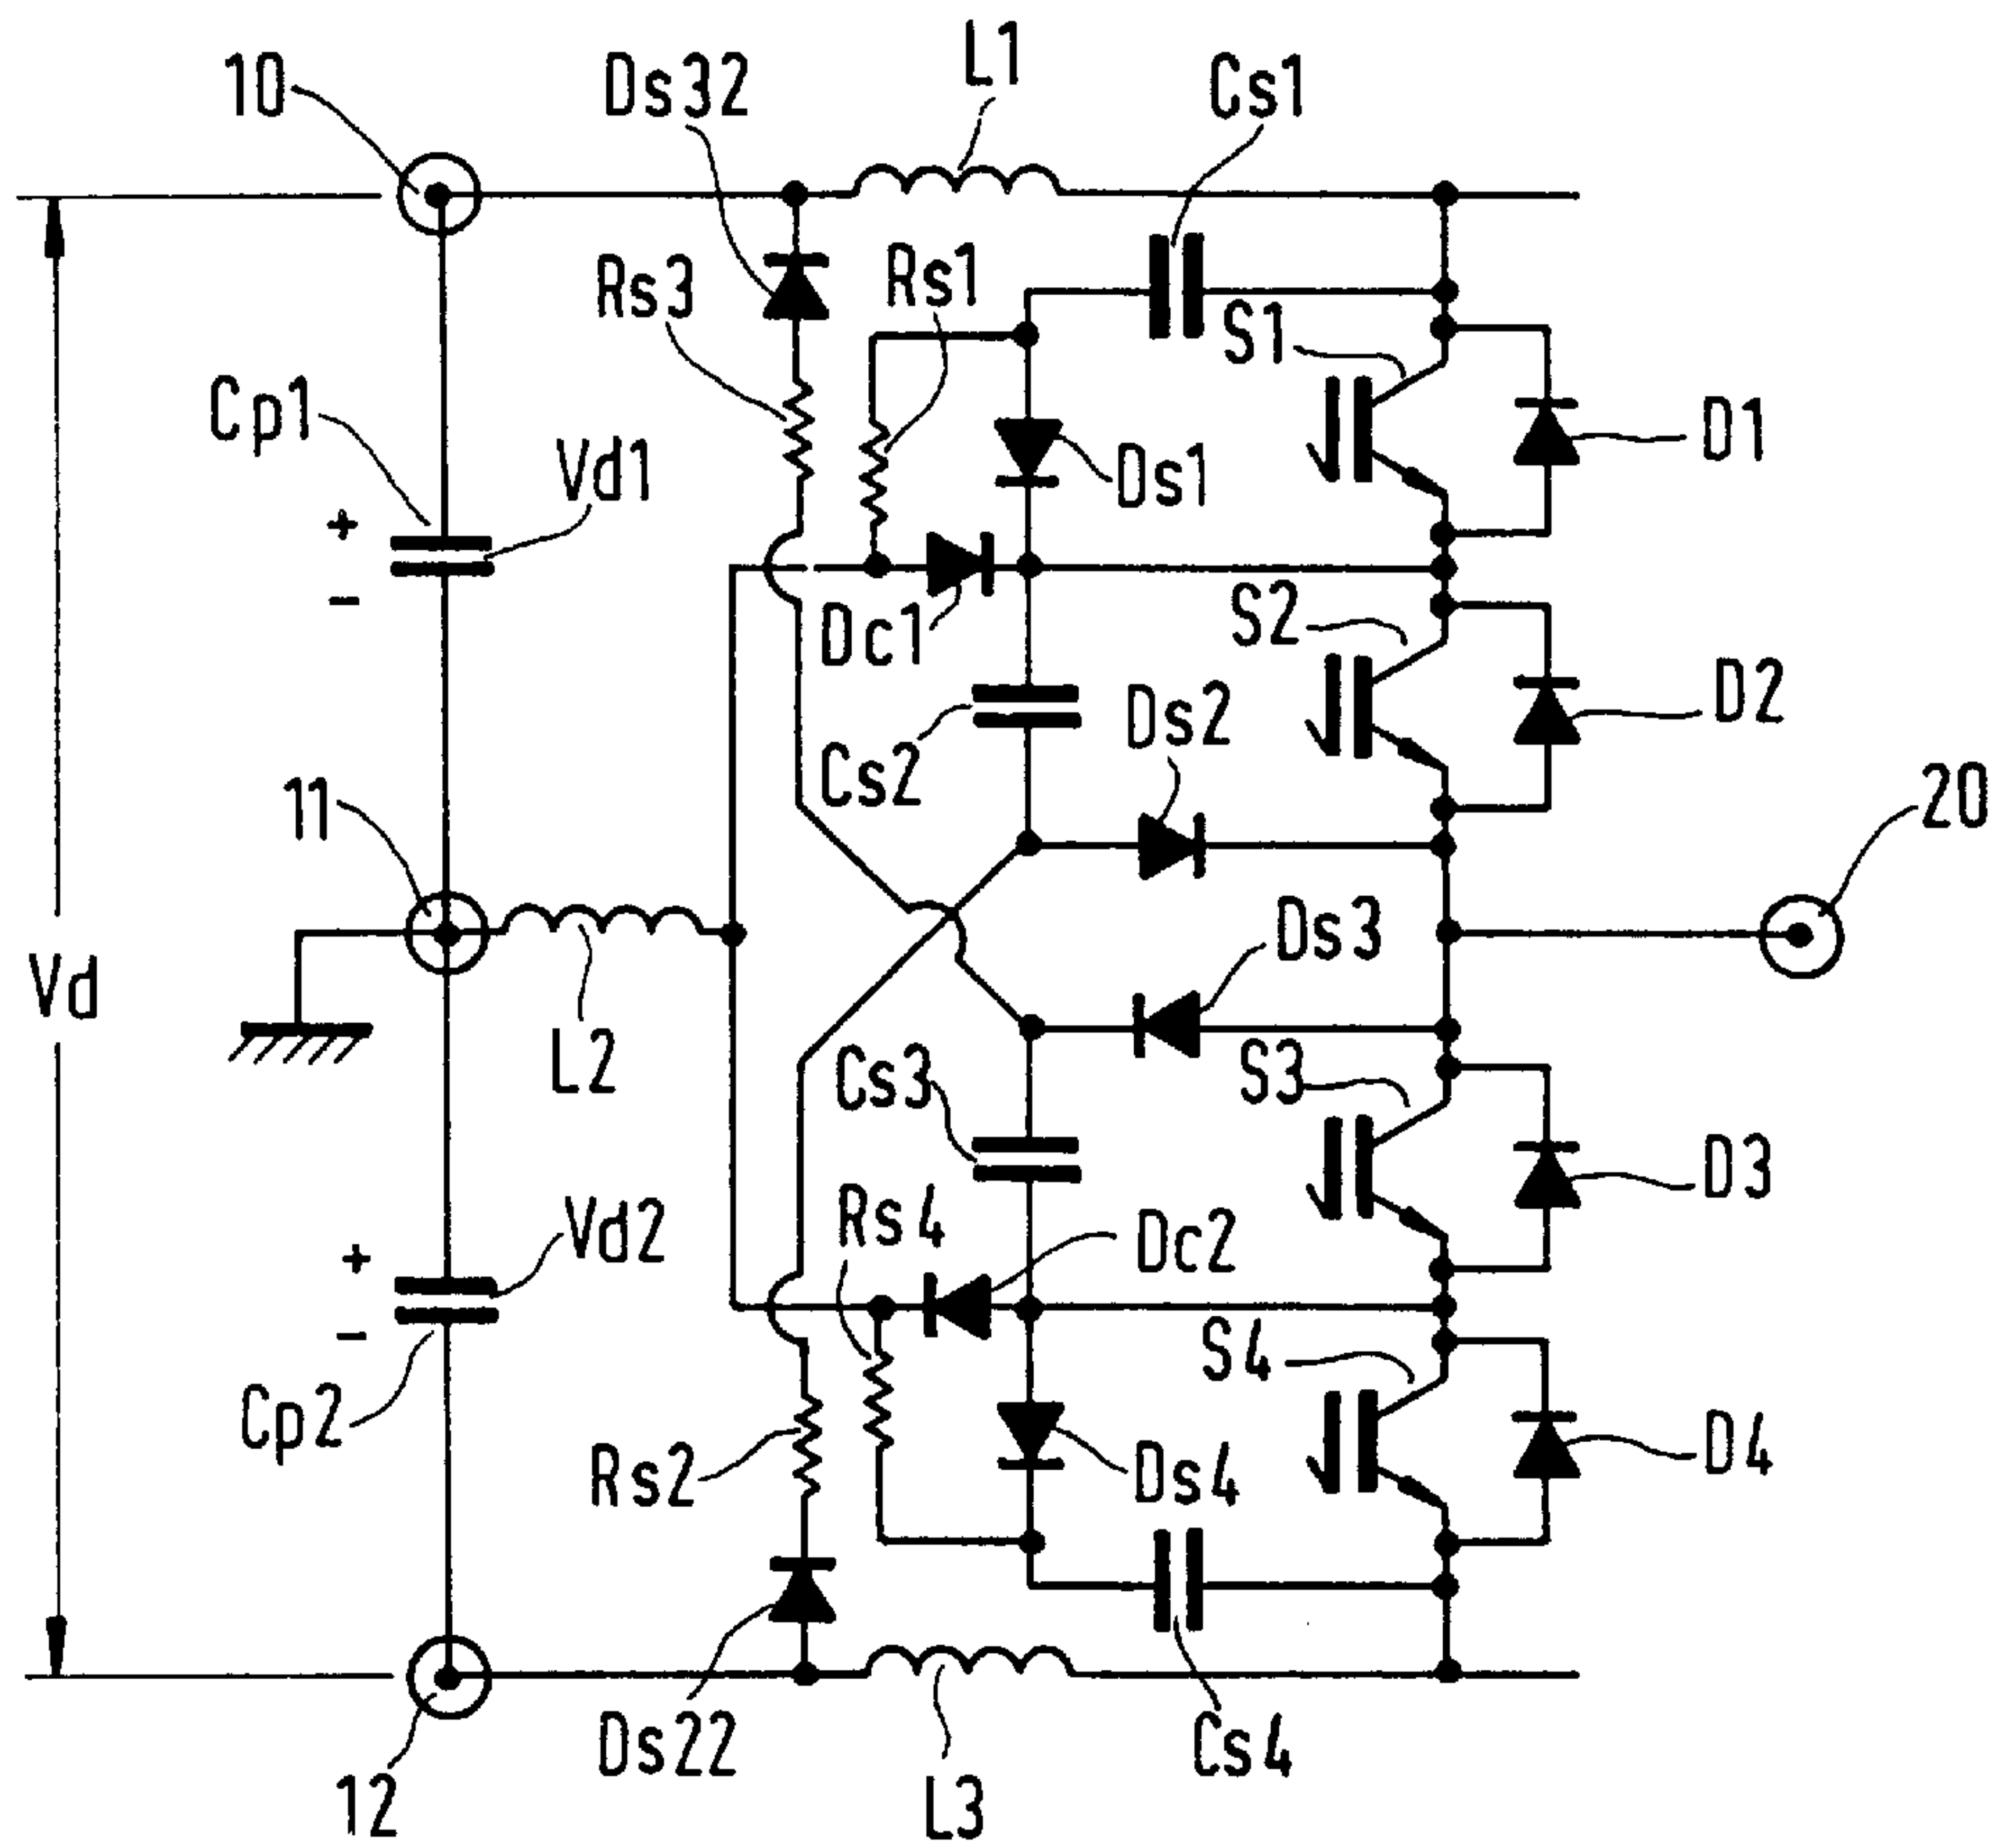 L1
10
Ds32
Cs1
Rs3
Rs1
S1
Cp1
Vd1
D1
Ds1
+
-
S2
Dc1
D2
Ds2
Cs2
11
20
Ds3
Vd
L2
Cs3
S3
D3
Rs4
Dc2
Vd2
+
-
S4
Cp2
D4
Rs2
Ds4
Ds22
Cs4
12
L3